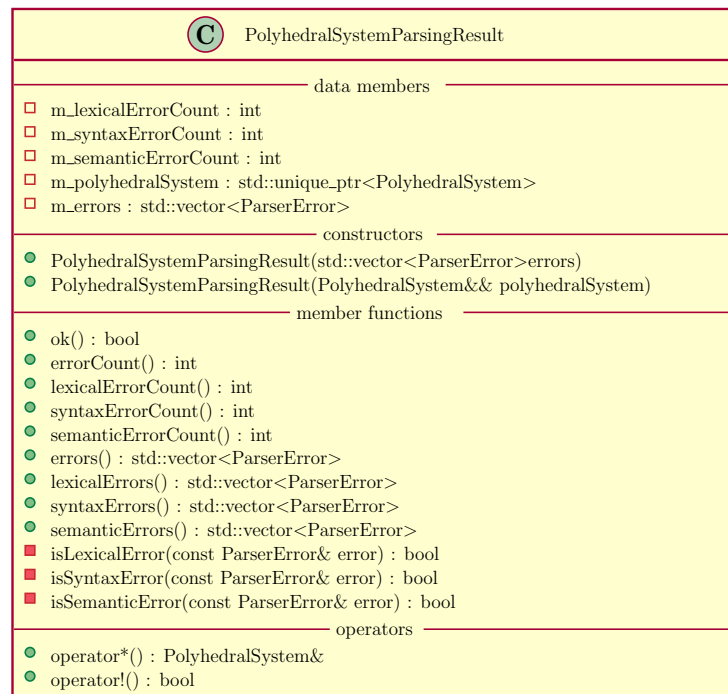 C PolyhedralSystemParsingResult
data members
m_lexicalErrorCount : int
m_syntaxErrorCount : int
m_semanticErrorCount : int
m_polyhedralSystem : std::unique_ptr<PolyhedralSystem>
m_errors : std::vector<ParserError>
constructors
PolyhedralSystemParsingResult(std::vector<ParserError>errors)
PolyhedralSystemParsingResult(PolyhedralSystem&& polyhedralSystem)
member functions
ok() : bool
errorCount() : int
lexicalErrorCount() : int
syntaxErrorCount() : int
semanticErrorCount() : int
errors() : std::vector<ParserError>
lexicalErrors() : std::vector<ParserError>
syntaxErrors() : std::vector<ParserError>
semanticErrors() : std::vector<ParserError>
isLexicalError(const ParserError& error) : bool
isSyntaxError(const ParserError& error) : bool
isSemanticError(const ParserError& error) : bool
operators
operator*() : PolyhedralSystem&
operator!() : bool